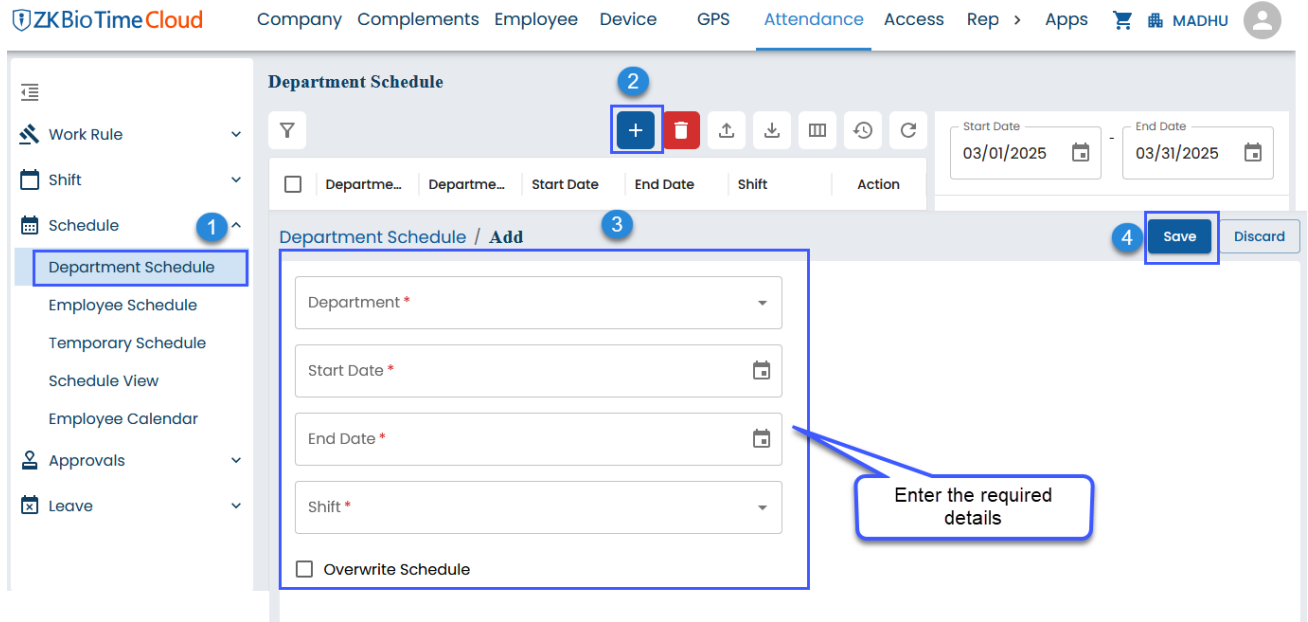 ZKBioTime Cloud Company Complements Employee Device GPS Attendance Access Rep > Apps MADHU
Department Schedule
2
Work Rule
Start Date
End Date
03/01/2025 - 03/31/2025
Shift
Departme... Departme... Start Date End Date Shift Action
Schedule
1
3
Department Schedule / Add
4
Save
Discard
Department Schedule
Employee Schedule
Temporary Schedule
Schedule View
Employee Calendar
Approvals
Leave
Department *
Start Date *
End Date *
Shift *
Overwrite Schedule
Enter the required
details